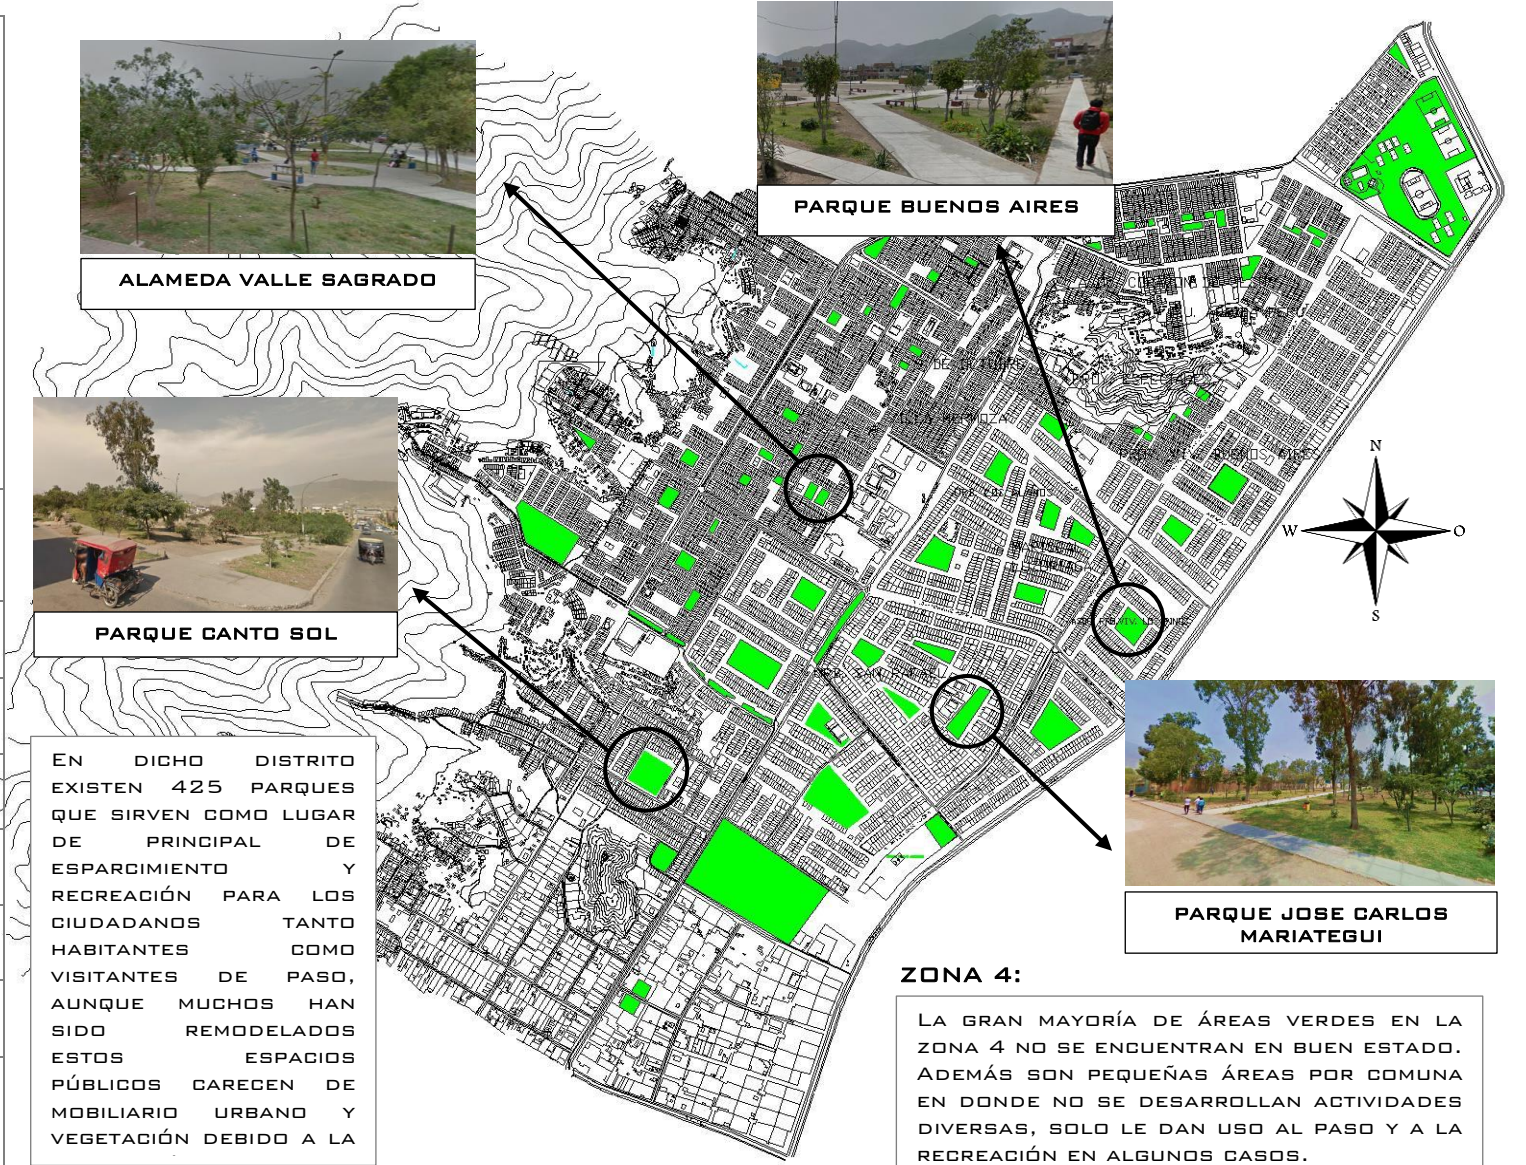 ALAMEDA VALLE SAGRADO
PARQUE BUENOS AIRES
PARQUE CANTO SOL
N
W
O
S
PARQUE JOSE CARLOS
MARIATEGUI
EN DICHO DISTRITO
EXISTEN 425 PARQUES
QUE SIRVEN COMO LUGAR
DE PRINCIPAL DE
ESPARCIMIENTO Y
RECREACIÓN PARA LOS
CIUDADANOS TANTO
HABITANTES COMO
VISITANTES DE PASO,
AUNQUE MUCHOS HAN
SIDO REMODELADOS
ESTOS ESPACIOS
PÚBLICOS CARECEN DE
MOBILIARIO URBANO Y
VEGETACIÓN DEBIDO A LA
ZONA 4:
LA GRAN MAYORÍA DE ÁREAS VERDES EN LA
ZONA 4 NO SE ENCUENTRAN EN BUEN ESTADO.
ADEMÁS SON PEQUEÑAS ÁREAS POR COMUNA
EN DONDE NO SE DESARROLLAN ACTIVIDADES
DIVERSAS, SOLO LE DAN USO AL PASO Y A LA
RECREACIÓN EN ALGUNOS CASOS.